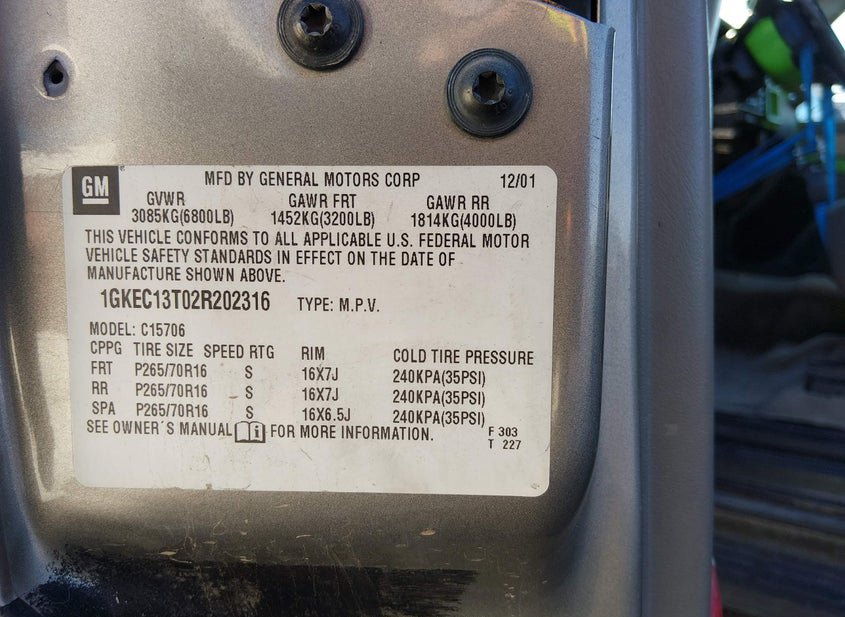 GM
MFD BY GENERAL MOTORS CORP 12/01
GVWR GAWR FRT GAWR RR
3085KG(6800LB) 1452KG(3200LB) 1814KG(4000LB)
THIS VEHICLE CONFORMS TO ALL APPLICABLE U.S. FEDERAL MOTOR
VEHICLE SAFETY STANDARDS IN EFFECT ON THE DATE OF
MANUFACTURE SHOWN ABOVE.
1GKEC13T02R202316 TYPE: M.P.V.
MODEL: C15706
CPPG TIRE SIZE SPEED RTG RIM COLD TIRE PRESSURE
FRT P265/70R16 S 16X7J 240KPA(35PSI)
RR P265/70R16 S 16X7J 240KPA(35PSI)
SPA P265/70R16 S 16X6.5J 240KPA(35PSI)
SEE OWNER´S MANUAL FOR MORE INFORMATION.
F 303
T 227